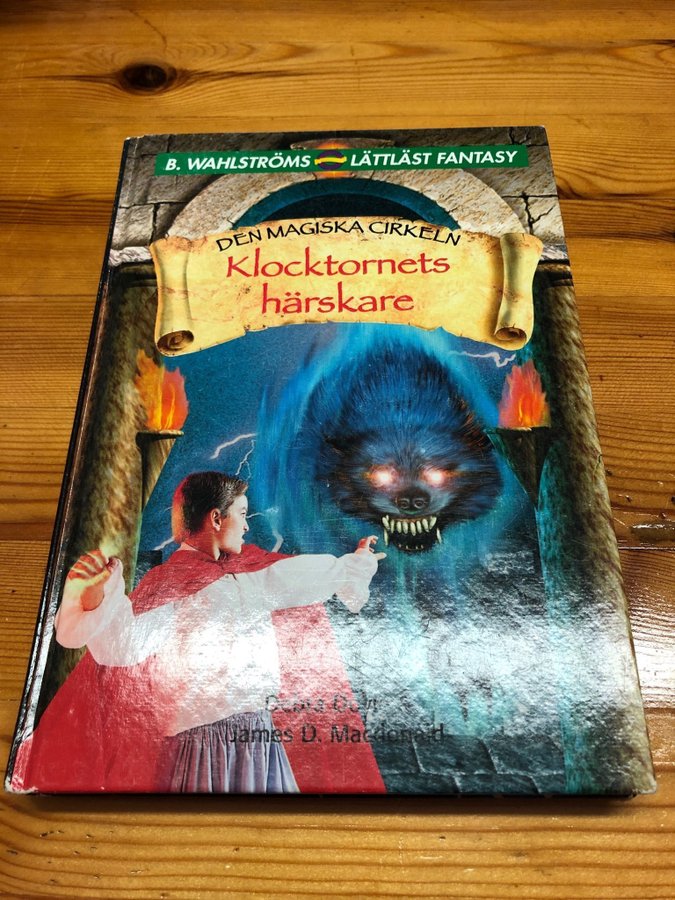 B. WAHLSTRÖMS LÄTTLÄST FANTASY
DEN MAGISKA CIRKELN
Klocktornets
härskare
James D. Macdonald